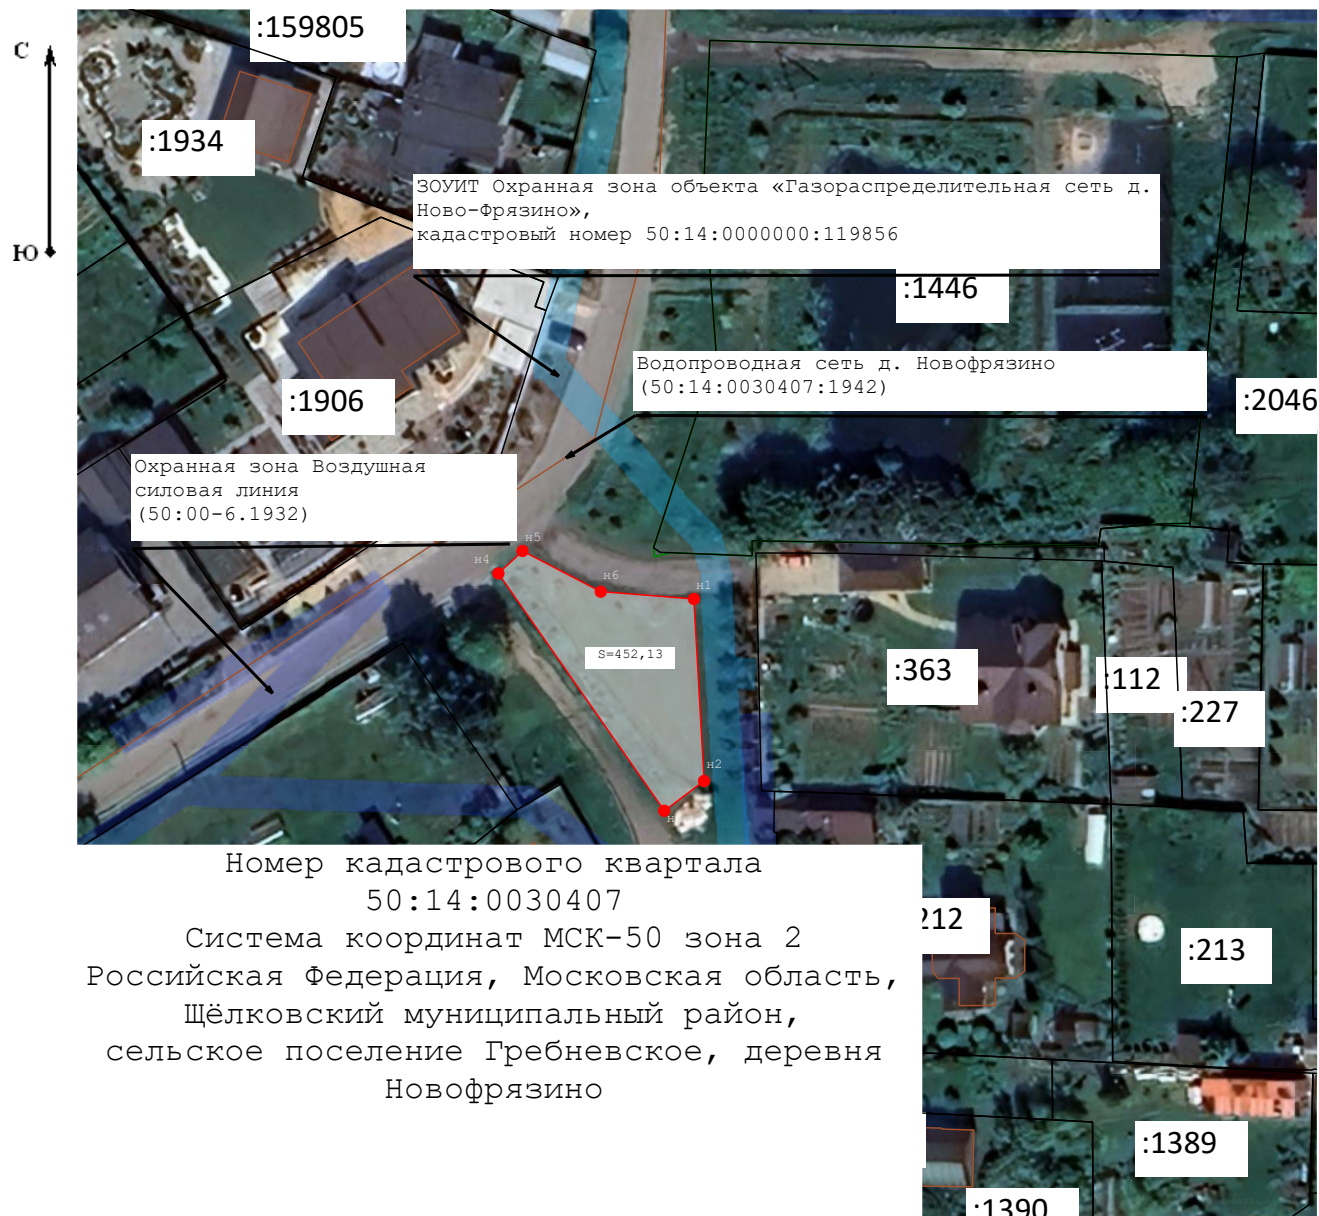 :159805
С
:1934
ЗОУИТ Охранная зона объекта «Газораспределительная сеть д.
Ново-Фрязино»,
кадастровый номер 50:14:0000000:119856
Ю
:1446
Водопроводная сеть д. Новофрязино
(50:14:0030407:1942)
:1906
:2046
Охранная зона Воздушная
силовая линия
(50:00-6.1932)
н5
н4
н6
н1
S=452,13
:363
:112
:227
н2
Номер кадастрового квартала
50:14:0030407
Система координат МСК-50 зона 2
Российская Федерация, Московская область,
Щёлковский муниципальный район,
сельское поселение Гребневское, деревня
Новофрязино
212
:213
:1389
:1390